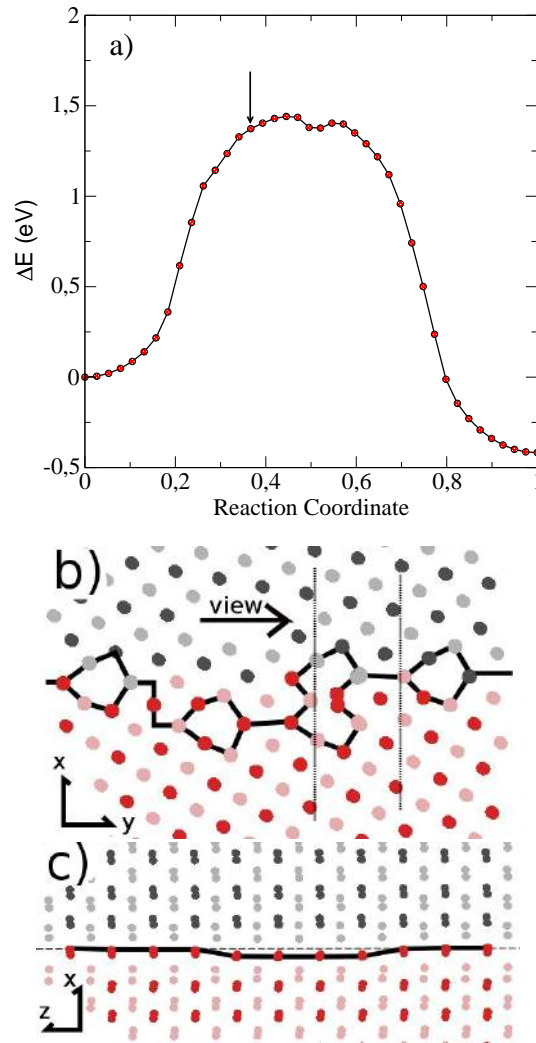 2
a)
1,5
1
ΔE (eV)
0,5
0
-0,5
0
0,2
0,4
0,6
0,8
1
Reaction Coordinate
b)
view
x
y
c)
x
z